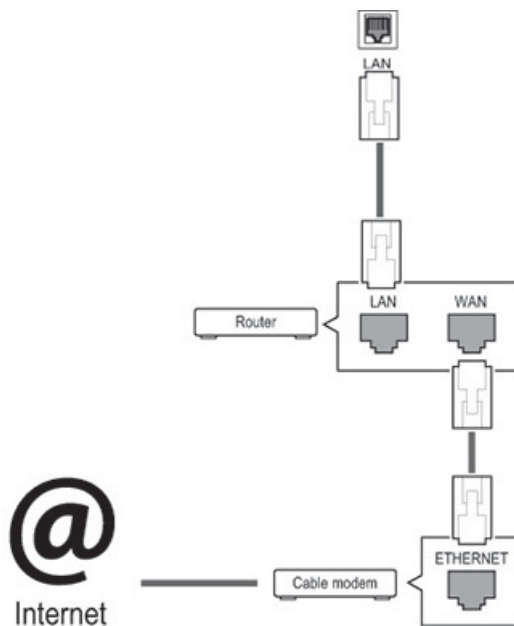 LAN
LAN
WAN
Router
ETHERNET
@
Cable modem
Internet